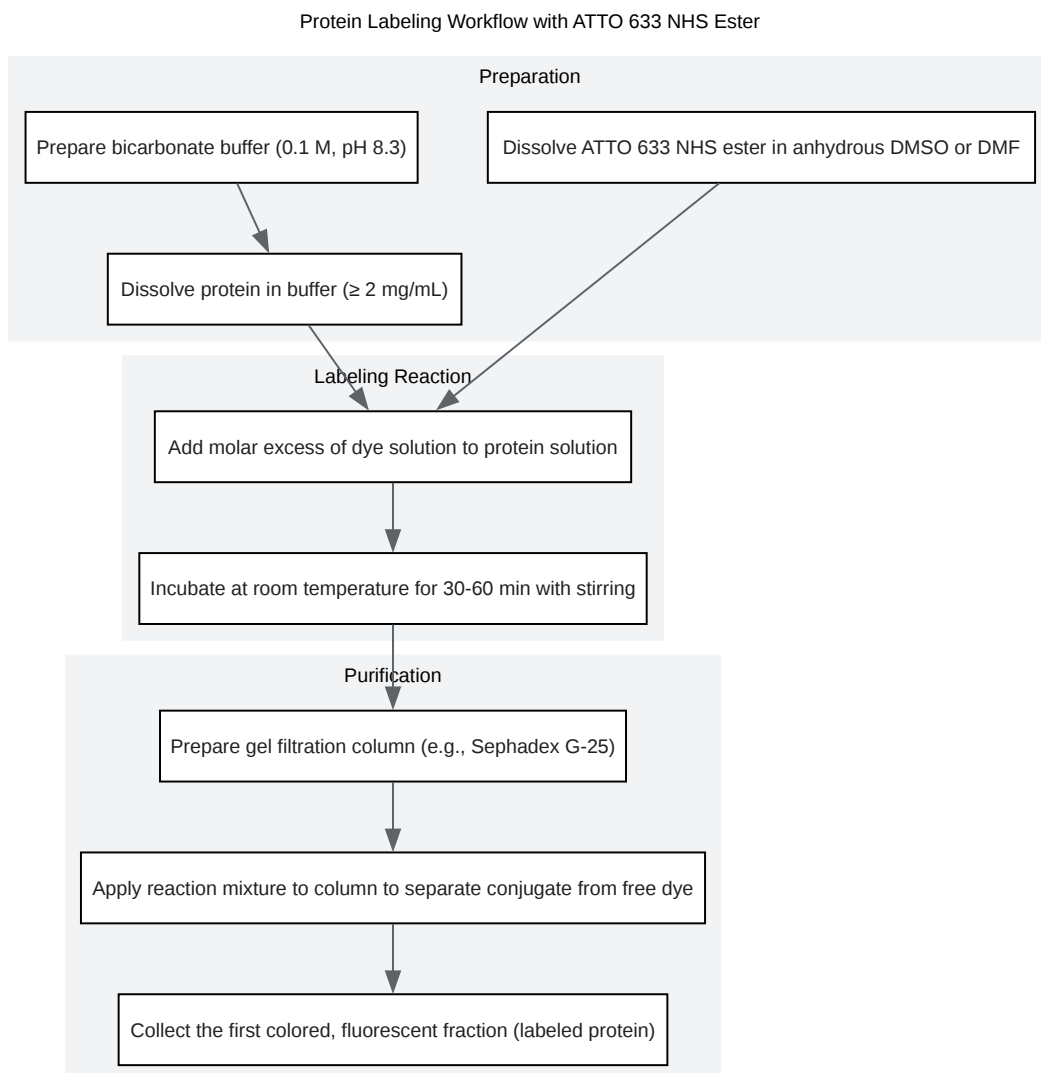 Protein Labeling Workflow with ATTO 633 NHS Ester
Preparation
Prepare bicarbonate buffer (0.1 M, pH 8.3)
Dissolve ATTO 633 NHS ester in anhydrous DMSO or DMF
Dissolve protein in buffer (≥ 2 mg/mL)
Labeling Reaction
Add molar excess of dye solution to protein solution
Incubate at room temperature for 30-60 min with stirring
Purification
Prepare gel filtration column (e.g., Sephadex G-25)
Apply reaction mixture to column to separate conjugate from free dye
Collect the first colored, fluorescent fraction (labeled protein)